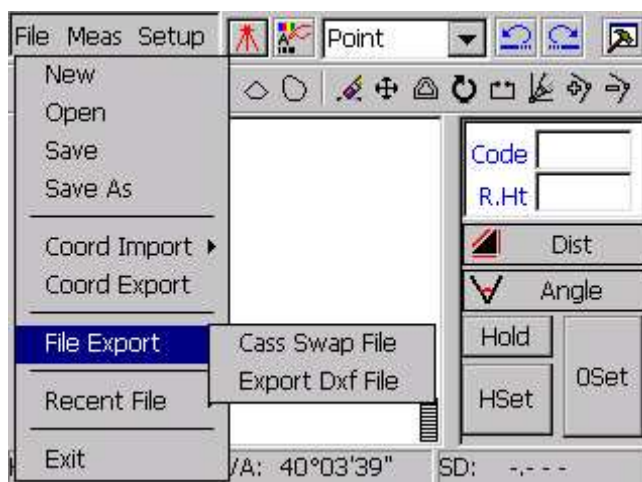 File Meas Setup Point
New
Open
Save
Save As
Coord Import
Coord Export
File Export
Cass Swap File
Export Dxf File
Recent File
Exit
Code
R.Ht
Dist
Angle
Hold
HSet
0Set
/A: 40°03'39" SD: -.---